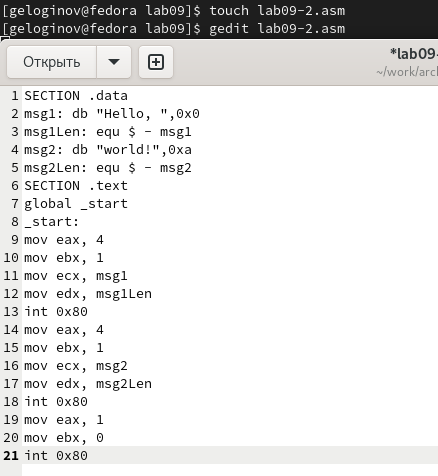 [geloginov@fedora lab09]$ touch lab09-2.asm
[geloginov@fedora lab09]$ gedit lab09-2.asm
Открыть
*lab09-
~/work/arc
1 SECTION .data
2 msg1: db "Hello, ",0x0
3 msg1Len: equ $ - msg1
4 msg2: db "world!",0xa
5 msg2Len: equ $ - msg2
6 SECTION .text
7 global _start
8 _start:
9 mov eax, 4
10 mov ebx, 1
11 mov ecx, msg1
12 mov edx, msg1Len
13 int 0x80
14 mov eax, 4
15 mov ebx, 1
16 mov ecx, msg2
17 mov edx, msg2Len
18 int 0x80
19 mov eax, 1
20 mov ebx, 0
21 int 0x80